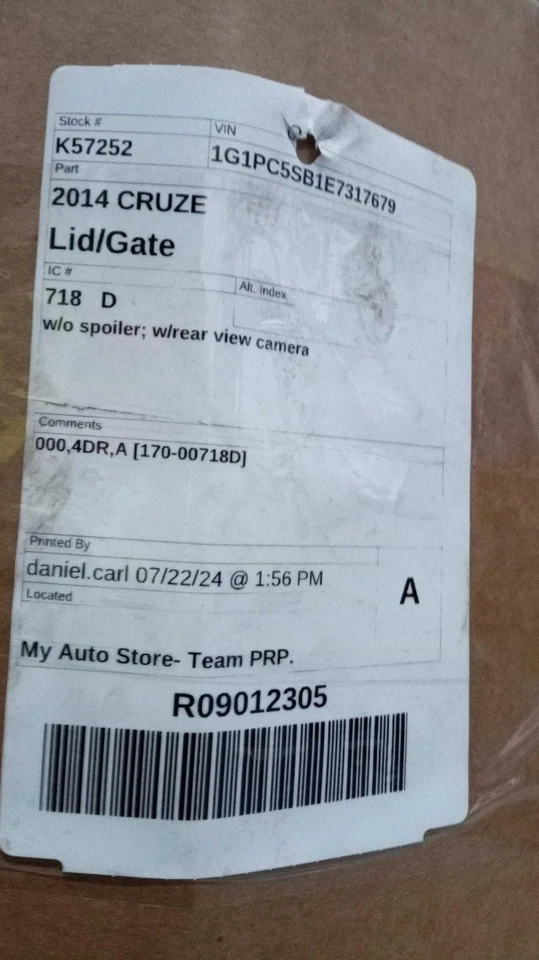 Stock #
VIN
K57252
1G1PC5SB1E7317679
Part
2014 CRUZE
Lid/Gate
IC #
Alt. Index
718 D
w/o spoiler; w/rear view camera
Comments
000,4DR,A [170-00718D]
Printed By
daniel.carl 07/22/24 @ 1:56 PM
A
Located
My Auto Store- Team PRP.
R09012305